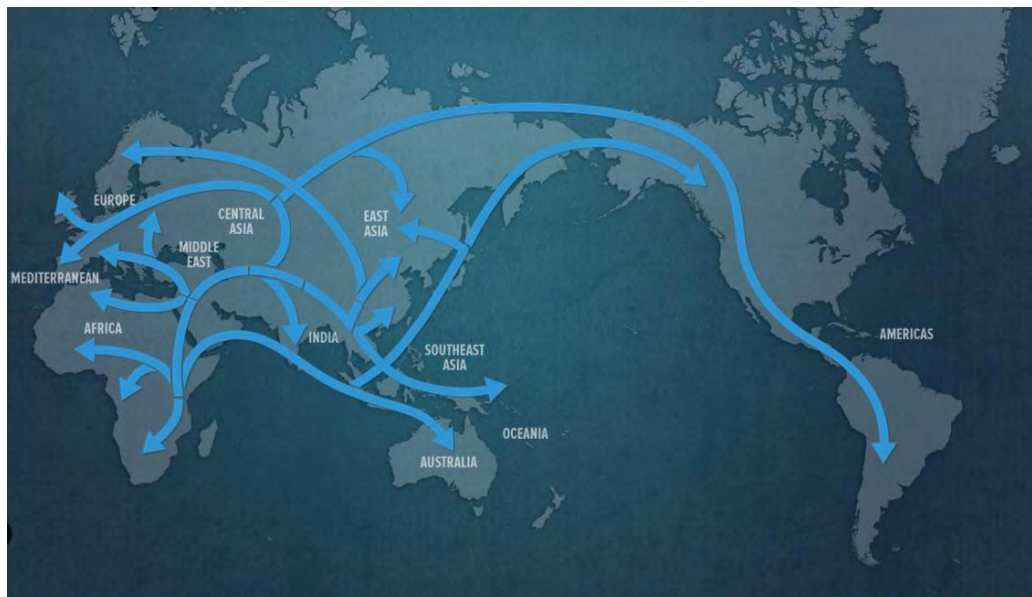 EUROPE
CENTRAL
ASIA
EAST
ASIA
MIDDLE
EAST
MEDITERRANEAN
AFRICA
INDIA
SOUTHEAST
ASIA
AMERICAS
OCEANIA
AUSTRALIA